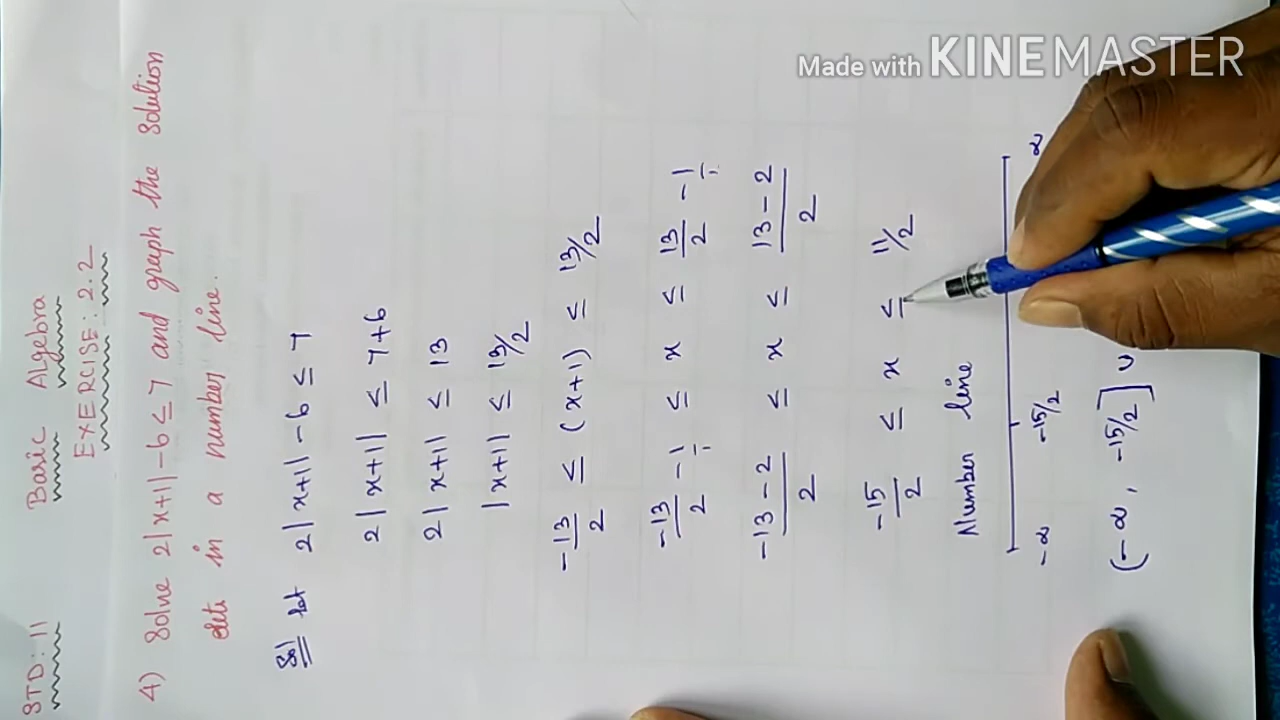 STD: 11 Basic Algebra
EXERCISE: 2.2
4) Solve 2|x+1|-6 ≤ 7 and graph the solution
sets in a number line.
Sol let 2|x+1|-6 ≤ 7
2|x+1| ≤ 7+6
2|x+1| ≤ 13
|x+1| ≤ 13/2
-13/2 ≤ (x+1) ≤ 13/2
-13/2 - 1/1 ≤ x ≤ 13/2 - 1/1
-13-2/2 ≤ x ≤ 13-2/2
-15/2 ≤ x ≤ 11/2
Number line
-∞ -15/2 ∞
(-∞, -15/2] ∪
Made with KINEMASTER